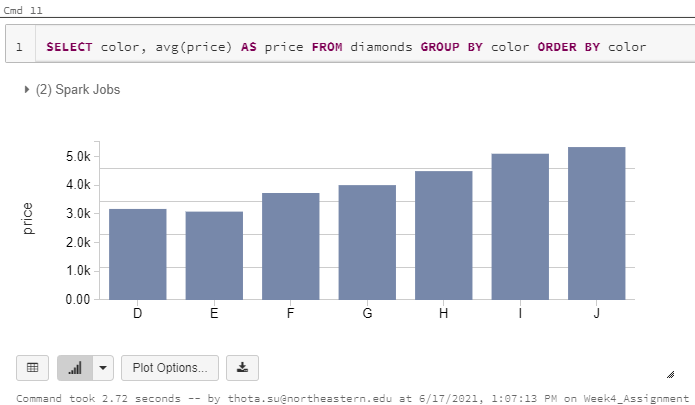 Cmd 11
1 SELECT color, avg(price) AS price FROM diamonds GROUP BY color ORDER BY color
(2) Spark Jobs
5.0k
4.0k
3.0k
2.0k
1.0k
0.00
price
D E F G H I J
Plot Options...
Command took 2.72 seconds -- by thota.su@northeastern.edu at 6/17/2021, 1:07:13 PM on Week4_Assignment